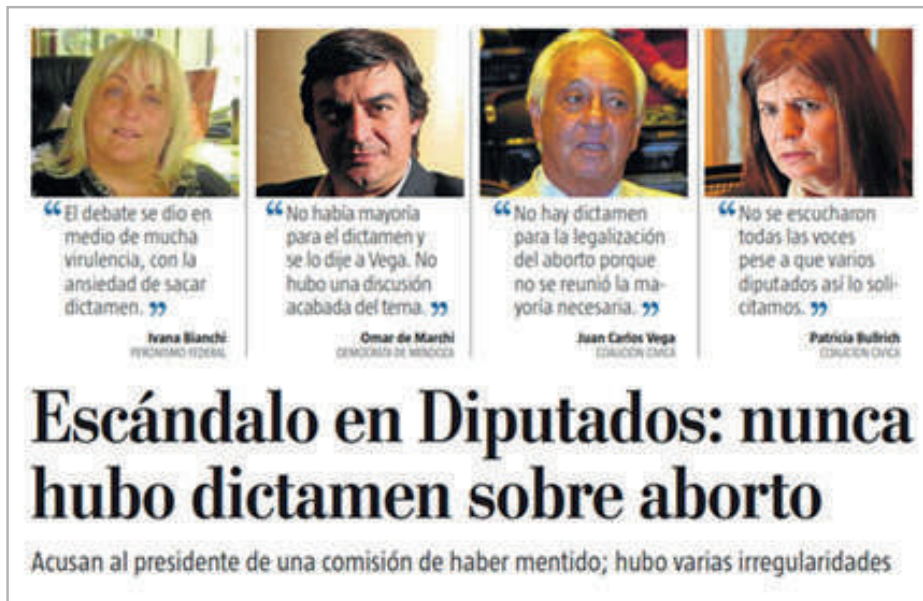 “El debate se dio en
medio de mucha
virulencia, con la
ansiedad de sacar
dictamen.”
Ivana Bianchi
PERONISMO FEDERAL
“No había mayoría
para el dictamen y
se lo dije a Vega. No
hubo una discusión
acabada del tema.”
Omar de Marchi
DEMÓCRATA DE MENDOZA
“No hay dictamen
para la legalización
del aborto porque
no se reunió la ma-
yoría necesaria.”
Juan Carlos Vega
COALICIÓN CÍVICA
“No se escucharon
todas las voces
pese a que varios
diputados así lo soli-
citamos.”
Patricia Bullrich
COALICIÓN CÍVICA
Escándalo en Diputados: nunca
hubo dictamen sobre aborto
Acusan al presidente de una comisión de haber mentido; hubo varias irregularidades